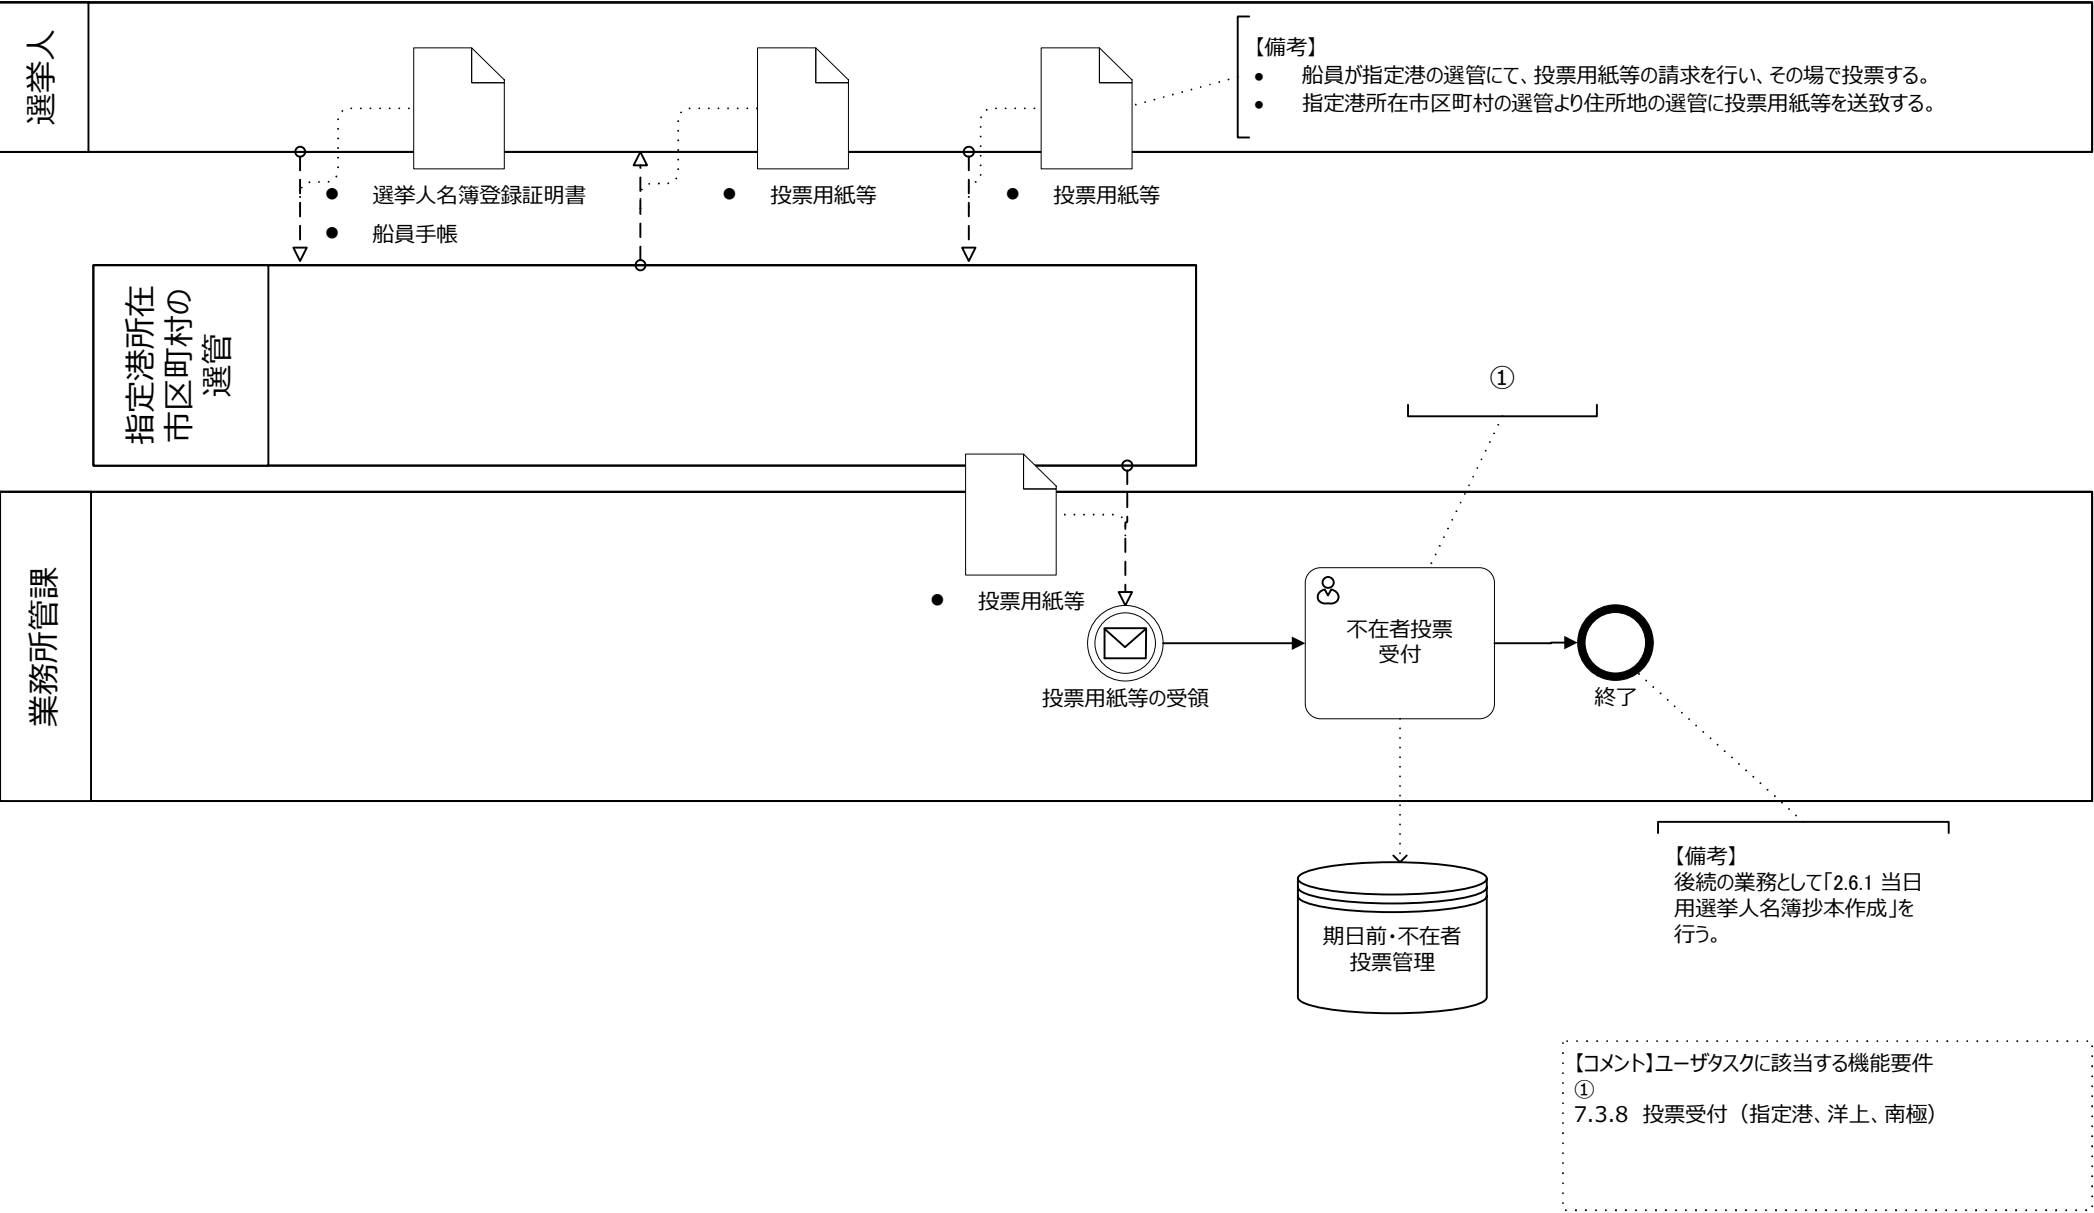 選挙人
【備考】
• 船員が指定港の選管にて、投票用紙等の請求を行い、その場で投票する。
• 指定港所在市区町村の選管より住所地の選管に投票用紙等を送致する。
● 選挙人名簿登録証明書
● 船員手帳
● 投票用紙等
● 投票用紙等
指定港所在
市区町村の
選管
①
業務所管課
● 投票用紙等
投票用紙等の受領
不在者投票
受付
終了
期日前・不在者
投票管理
【備考】
後続の業務として「2.6.1 当日
用選挙人名簿抄本作成」を
行う。
【コメント】ユーザタスクに該当する機能要件
①
7.3.8 投票受付（指定港、洋上、南極）